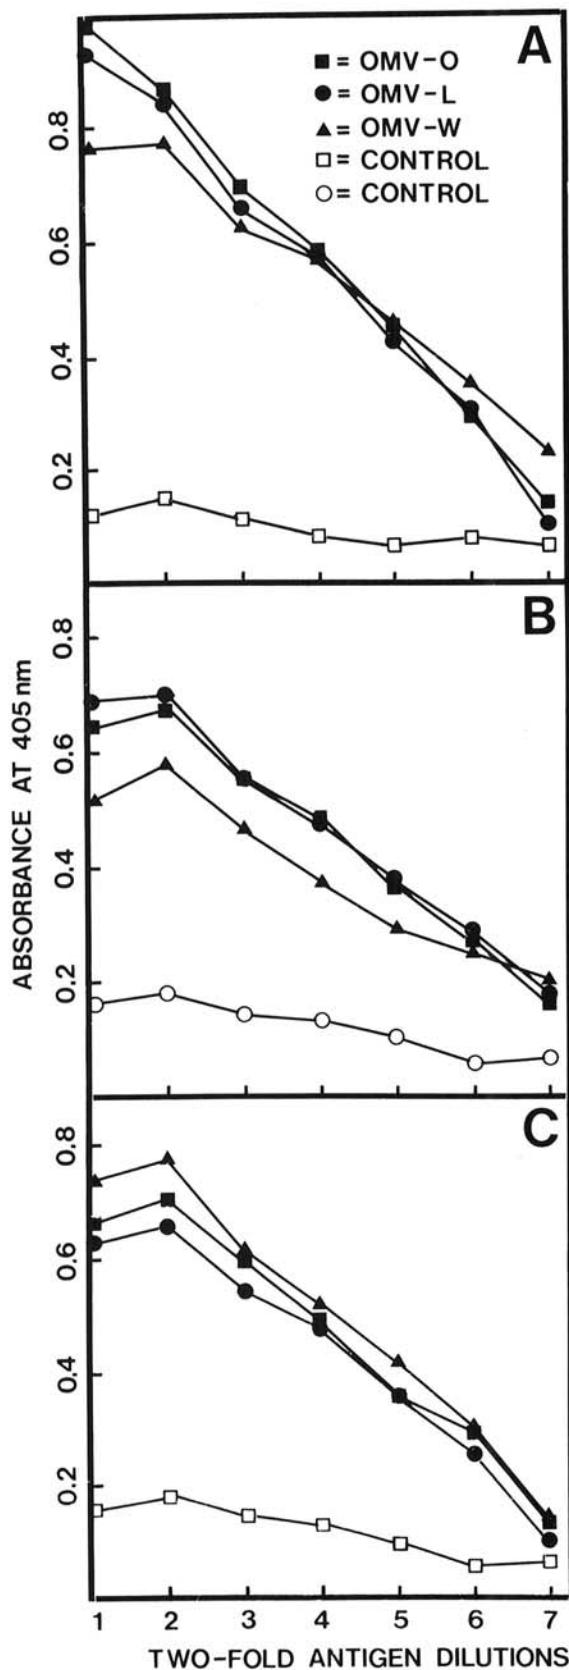 A
■ = OMV-O
● = OMV-L
▲ = OMV-W
□ = CONTROL
○ = CONTROL
0.8
0.6
0.4
0.2
B
0.8
0.6
0.4
0.2
ABSORBANCE AT 405 nm
C
0.8
0.6
0.4
0.2
1 2 3 4 5 6 7
TWO-FOLD ANTIGEN DILUTIONS